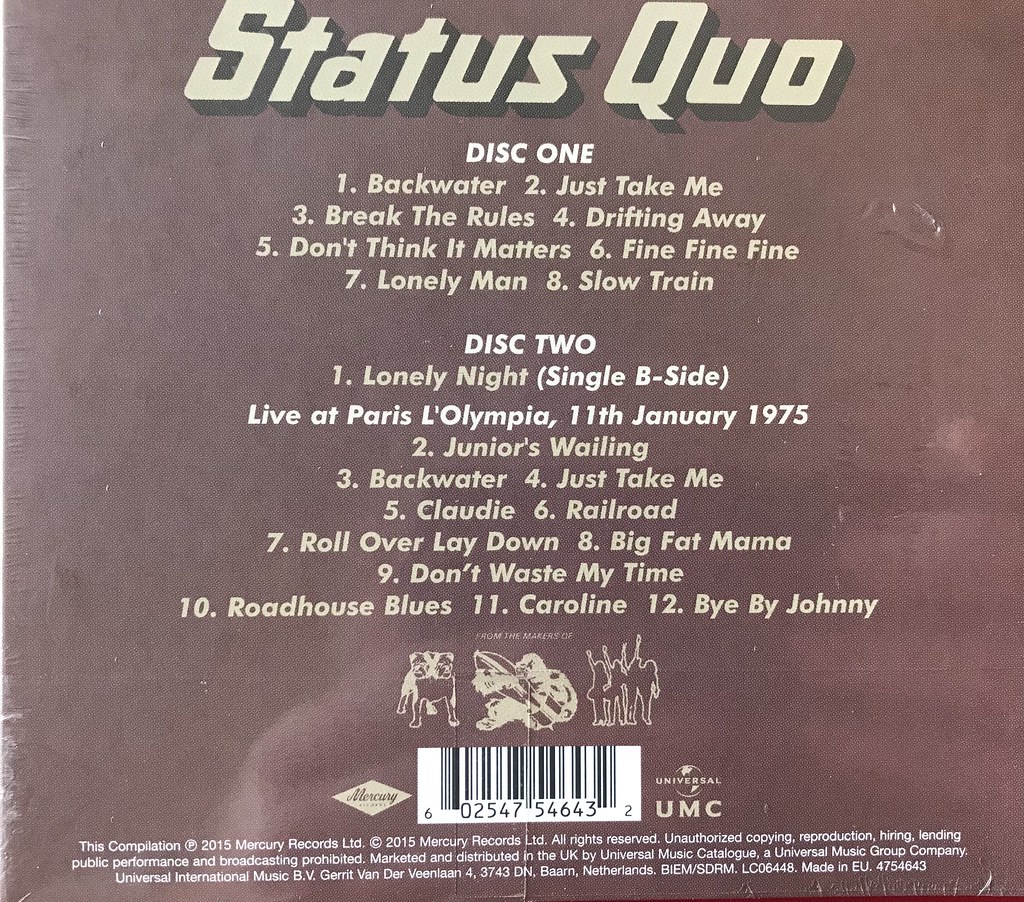 Status Quo
DISC ONE
1. Backwater 2. Just Take Me
3. Break The Rules 4. Drifting Away
5. Don't Think It Matters 6. Fine Fine Fine
7. Lonely Man 8. Slow Train
DISC TWO
1. Lonely Night (Single B-Side)
Live at Paris L'Olympia, 11th January 1975
2. Junior's Wailing
3. Backwater 4. Just Take Me
5. Claudie 6. Railroad
7. Roll Over Lay Down 8. Big Fat Mama
9. Don’t Waste My Time
10. Roadhouse Blues 11. Caroline 12. Bye By Johnny
FROM THE MAKERS OF
Mercury
RECORDS
6 02547 54643 2
UNIVERSAL
UMC
This Compilation ℗ 2015 Mercury Records Ltd. © 2015 Mercury Records Ltd. All rights reserved. Unauthorized copying, reproduction, hiring, lending
public performance and broadcasting prohibited. Marketed and distributed in the UK by Universal Music Catalogue, a Universal Music Group Company.
Universal International Music B.V. Gerrit Van Der Veenlaan 4, 3743 DN, Baarn, Netherlands. BIEM/SDRM. LC06448. Made in EU. 4754643